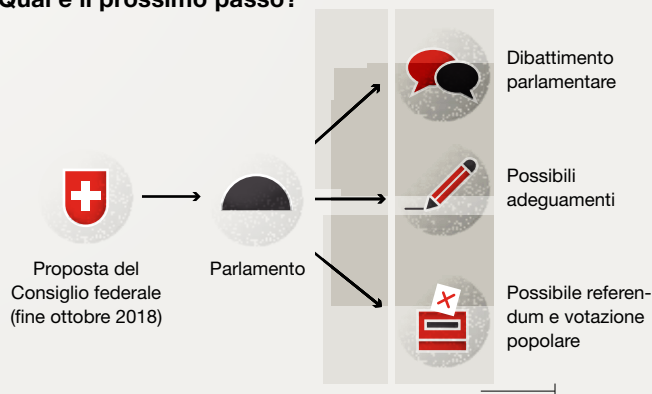 Qual è il prossimo passo?
Dibattimento
parlamentare
Possibili
adeguamenti
Proposta del
Consiglio federale
(fine ottobre 2018)
Parlamento
Possibile referen-
dum e votazione
popolare